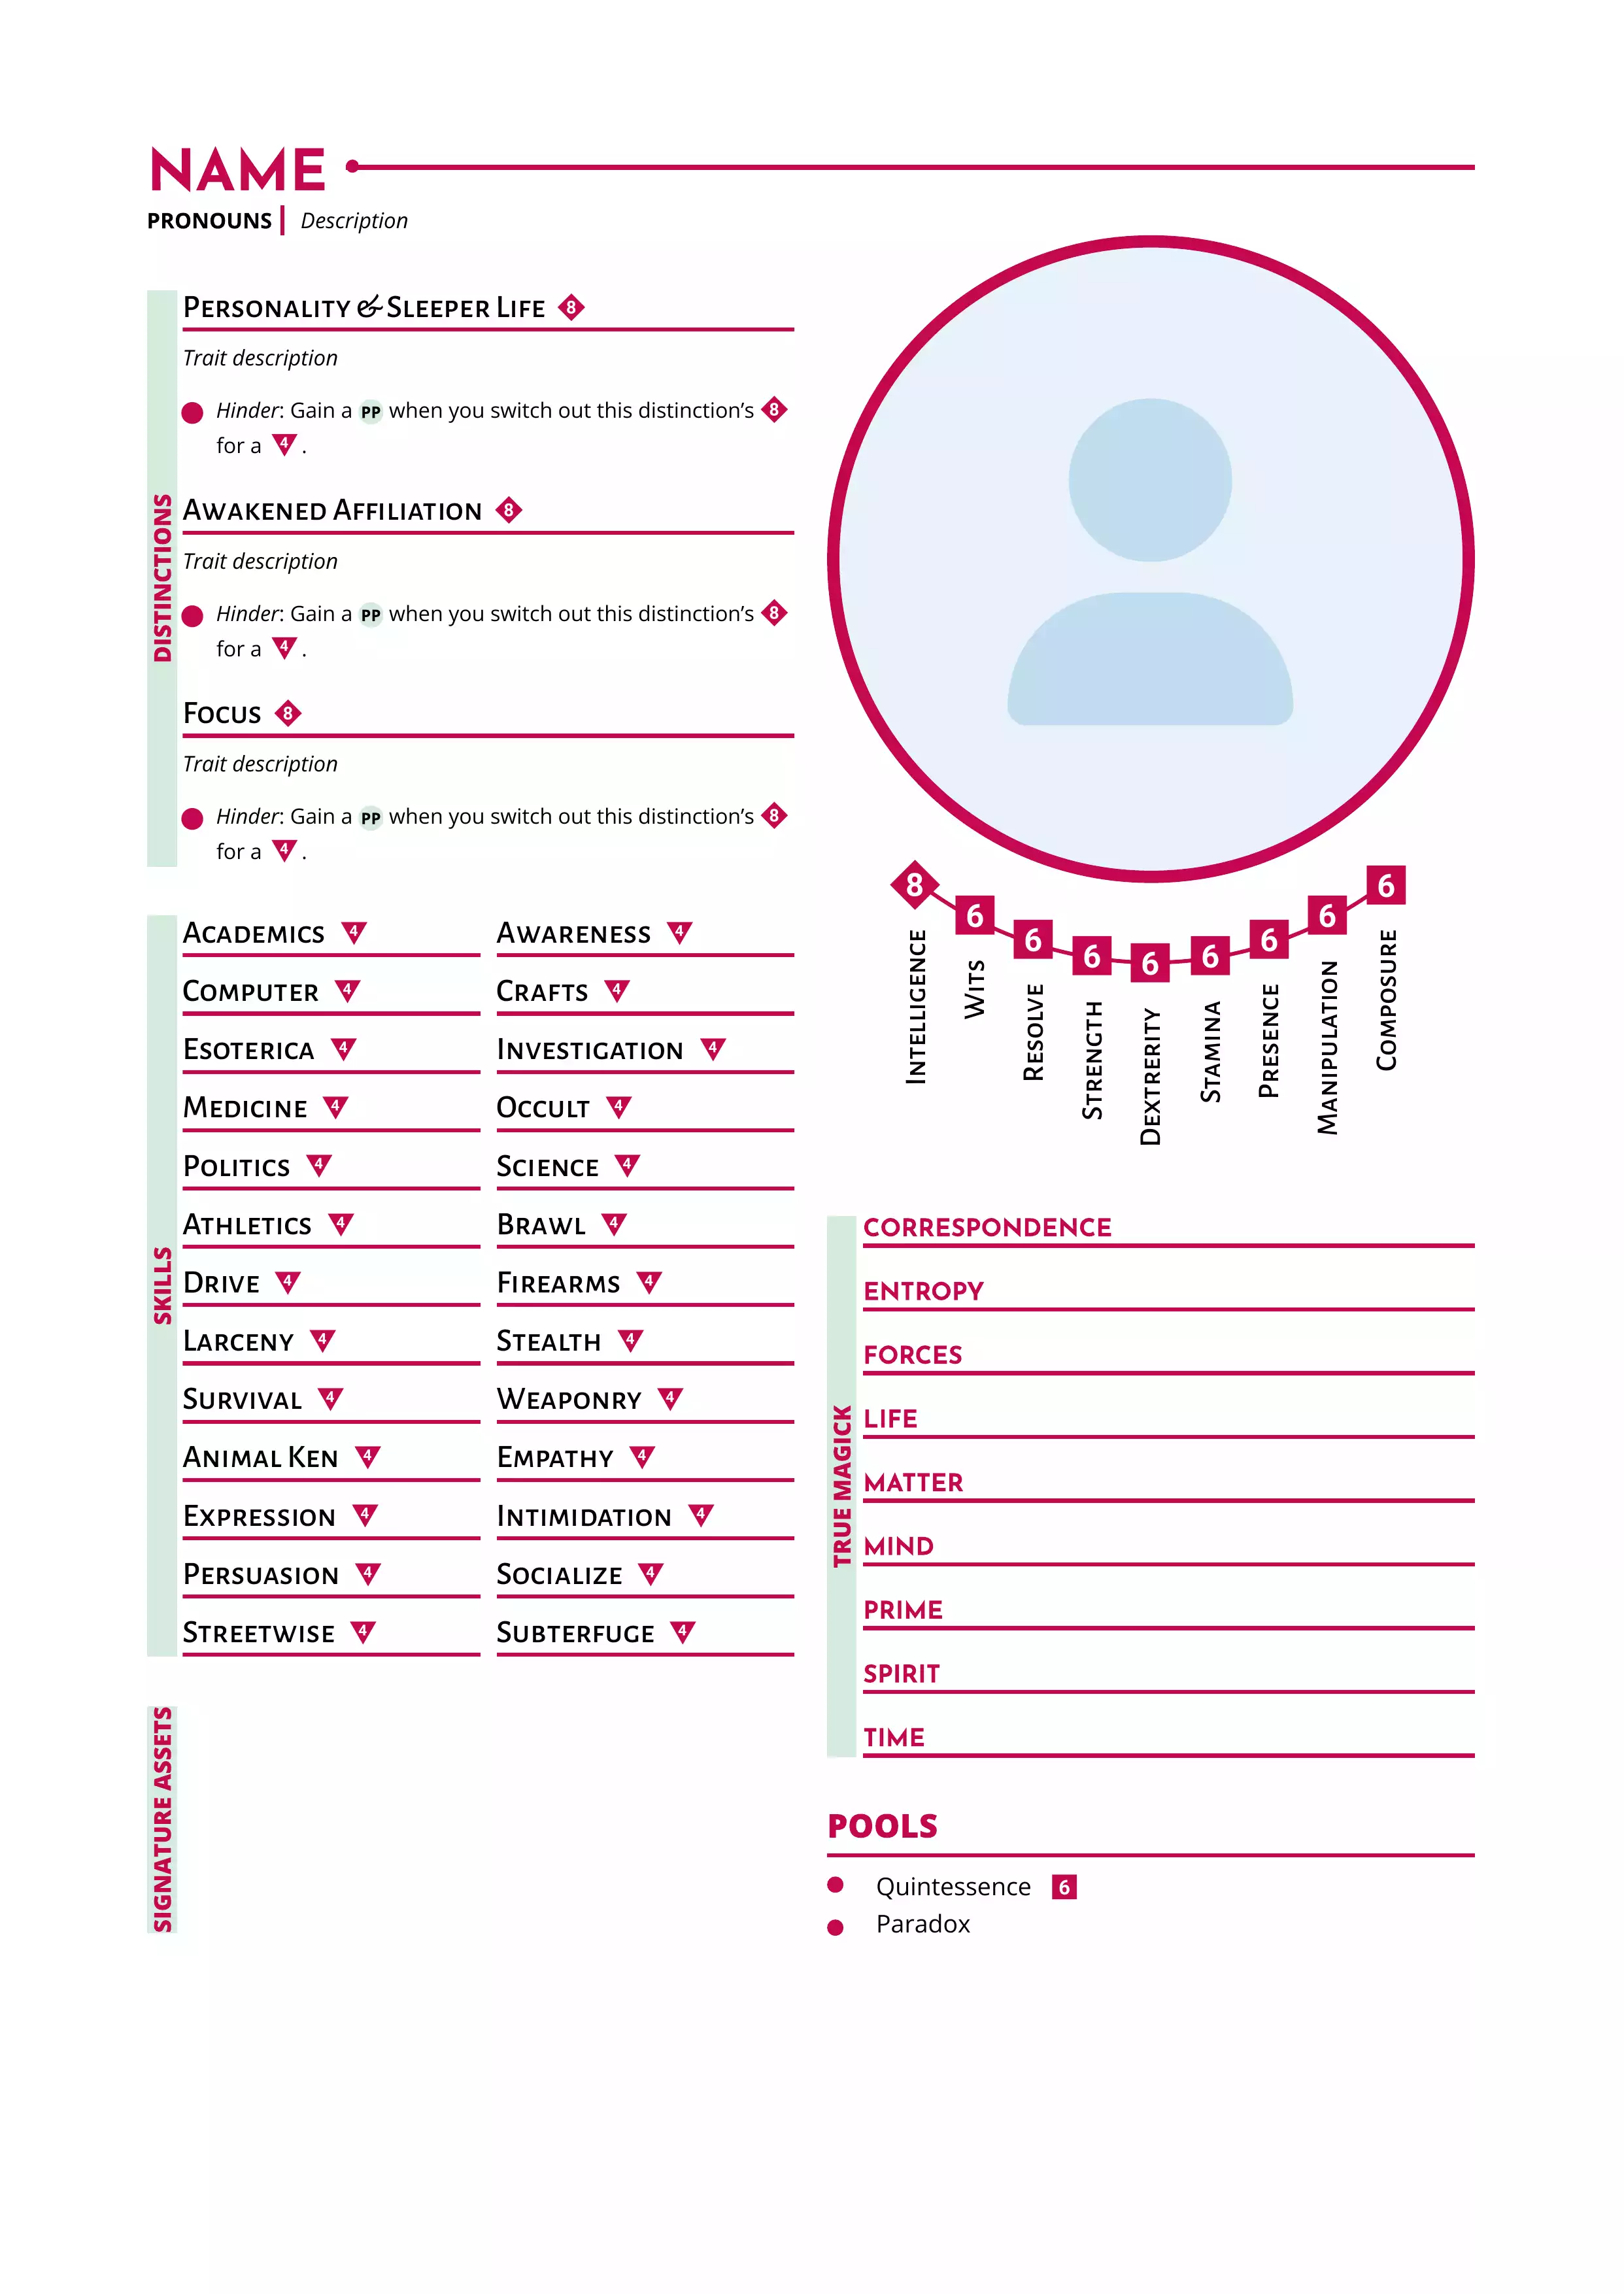 NAME
PRONOUNS Description
DISTINCTIONS
Personality & Sleeper Life 8
Trait description
Hinder: Gain a PP when you switch out this distinction’s 8
for a 4 .
Awakened Affiliation 8
Trait description
Hinder: Gain a PP when you switch out this distinction’s 8
for a 4 .
Focus 8
Trait description
Hinder: Gain a PP when you switch out this distinction’s 8
for a 4 .
SKILLS
Academics 4 Awareness 4
Computer 4 Crafts 4
Esoterica 4 Investigation 4
Medicine 4 Occult 4
Politics 4 Science 4
Athletics 4 Brawl 4
Drive 4 Firearms 4
Larceny 4 Stealth 4
Survival 4 Weaponry 4
Animal Ken 4 Empathy 4
Expression 4 Intimidation 4
Persuasion 4 Socialize 4
Streetwise 4 Subterfuge 4
SIGNATURE ASSETS
8 Intelligence
6 Wits
6 Resolve
6 Strength
6 Dextrerity
6 Stamina
6 Presence
6 Manipulation
6 Composure
TRUE MAGICK
CORRESPONDENCE
ENTROPY
FORCES
LIFE
MATTER
MIND
PRIME
SPIRIT
TIME
POOLS
Quintessence 6
Paradox